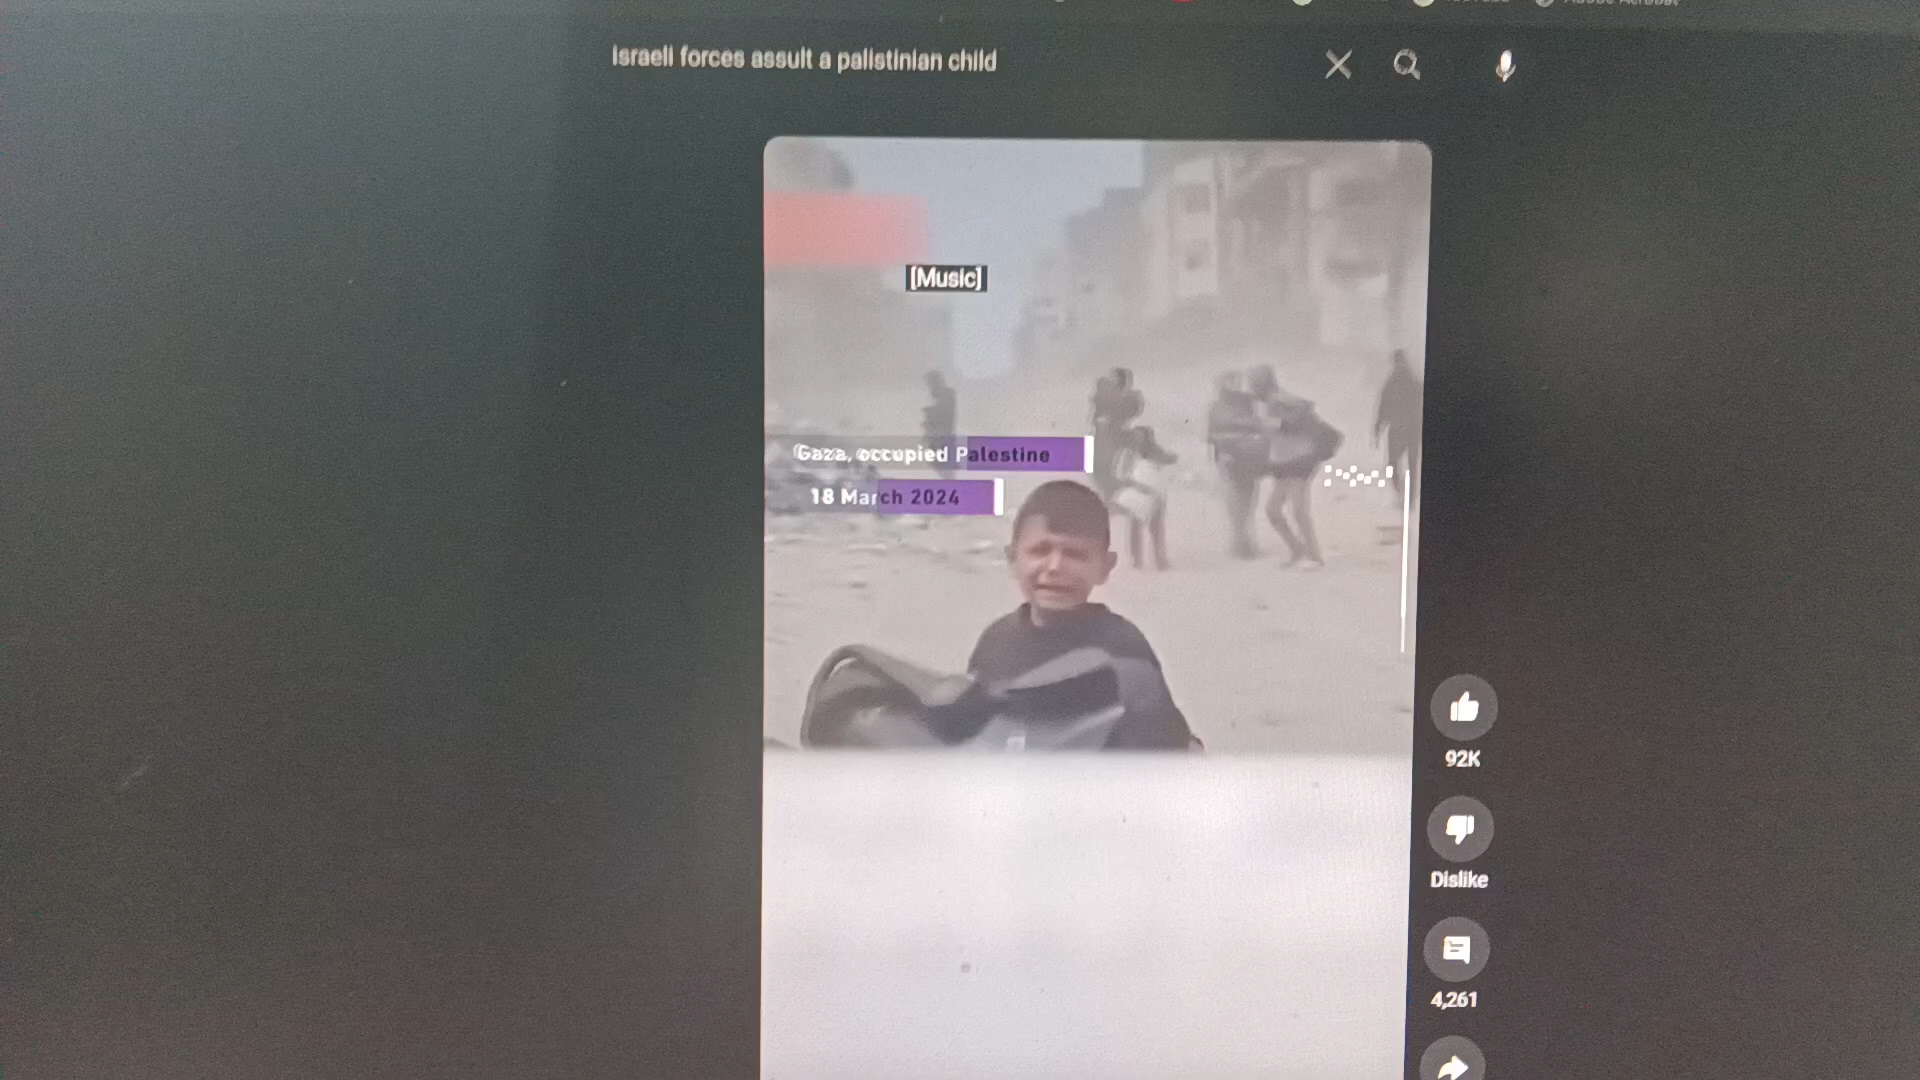 Israeli forces assult a palistinian child
[Music]
Gaza, occupied Palestine
18 March 2024
92K
Dislike
4,261